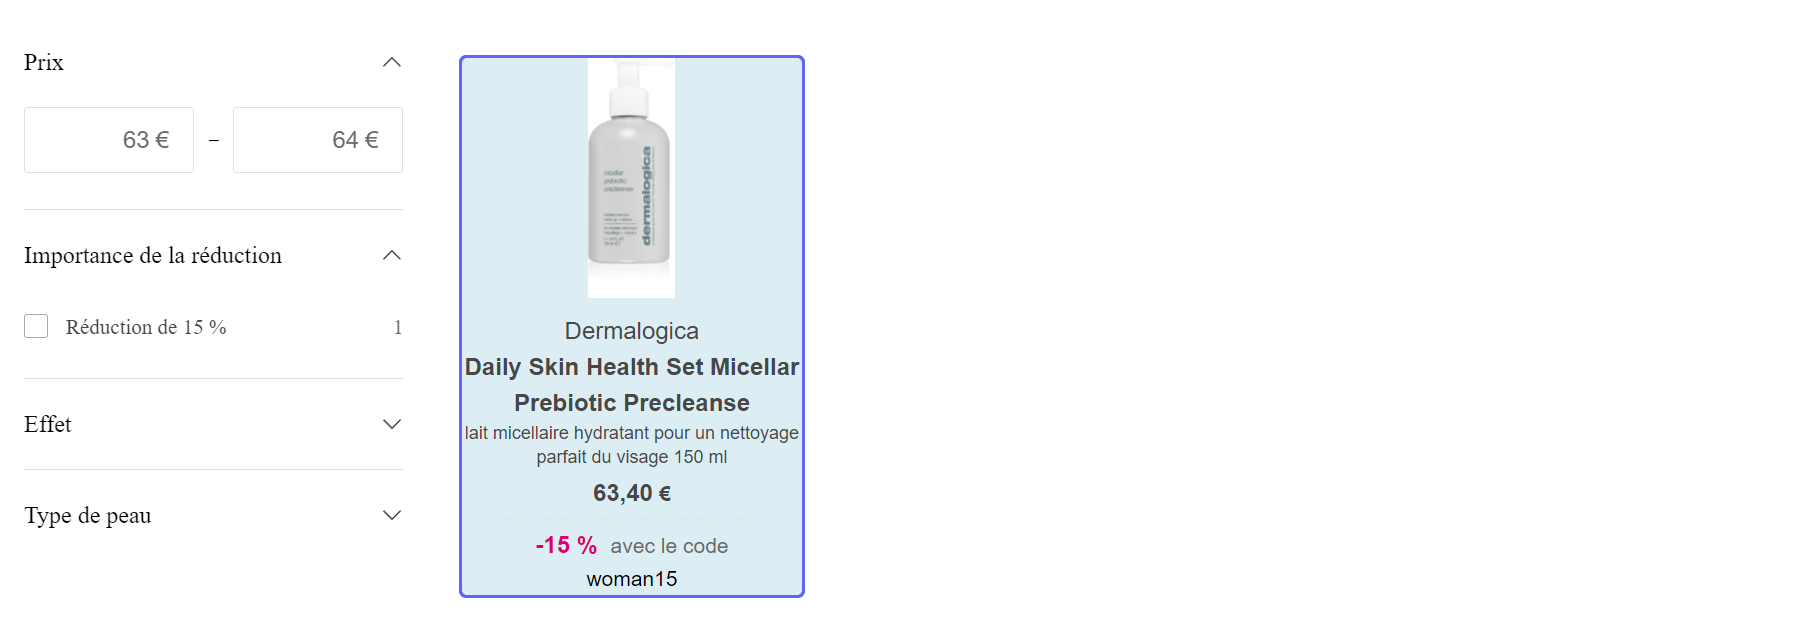 Prix
63 € – 64 €
Importance de la réduction
Réduction de 15 % 1
Effet
Type de peau
micellar
prebiotic
precleanse
dermalogica
Dermalogica
Daily Skin Health Set Micellar
Prebiotic Precleanse
lait micellaire hydratant pour un nettoyage
parfait du visage 150 ml
63,40 €
-15 % avec le code
woman15